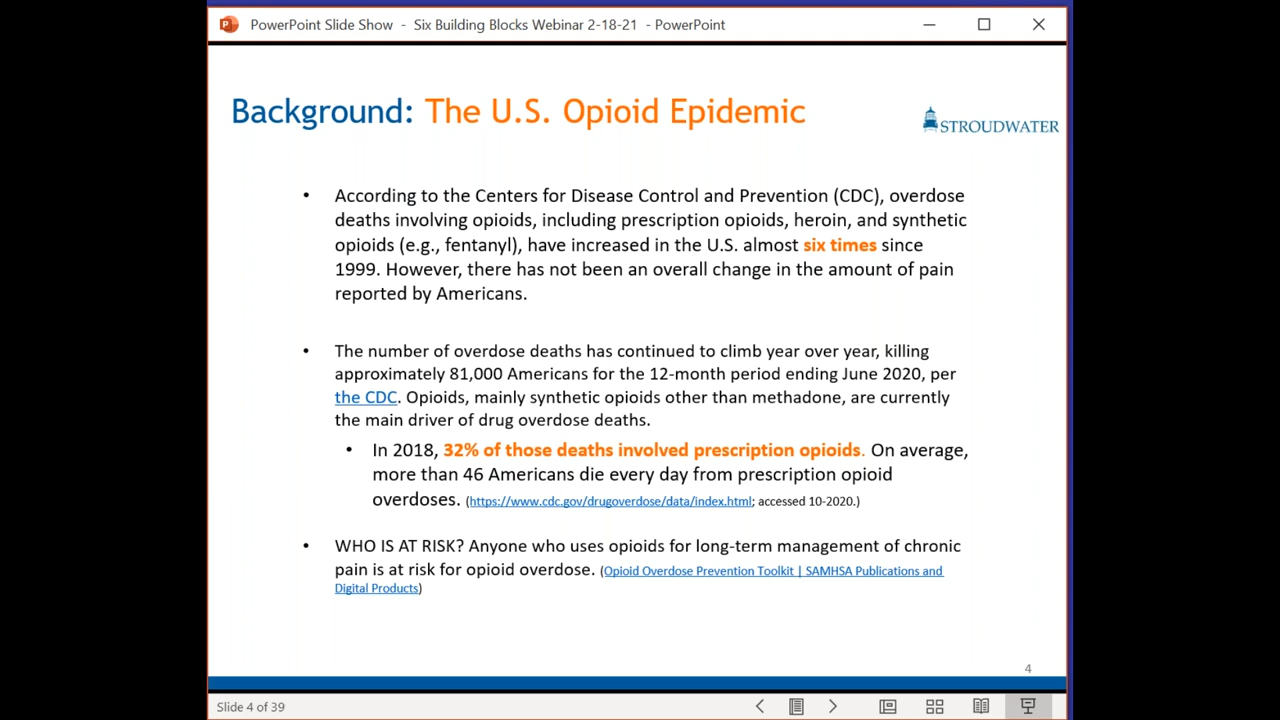 PowerPoint Slide Show - Six Building Blocks Webinar 2-18-21 - PowerPoint
Background: The U.S. Opioid Epidemic
STROUDWATER
• According to the Centers for Disease Control and Prevention (CDC), overdose
deaths involving opioids, including prescription opioids, heroin, and synthetic
opioids (e.g., fentanyl), have increased in the U.S. almost six times since
1999. However, there has not been an overall change in the amount of pain
reported by Americans.
• The number of overdose deaths has continued to climb year over year, killing
approximately 81,000 Americans for the 12-month period ending June 2020, per
the CDC. Opioids, mainly synthetic opioids other than methadone, are currently
the main driver of drug overdose deaths.
• In 2018, 32% of those deaths involved prescription opioids. On average,
more than 46 Americans die every day from prescription opioid
overdoses. (https://www.cdc.gov/drugoverdose/data/index.html; accessed 10-2020.)
• WHO IS AT RISK? Anyone who uses opioids for long-term management of chronic
pain is at risk for opioid overdose. (Opioid Overdose Prevention Toolkit | SAMHSA Publications and
Digital Products)
4
Slide 4 of 39